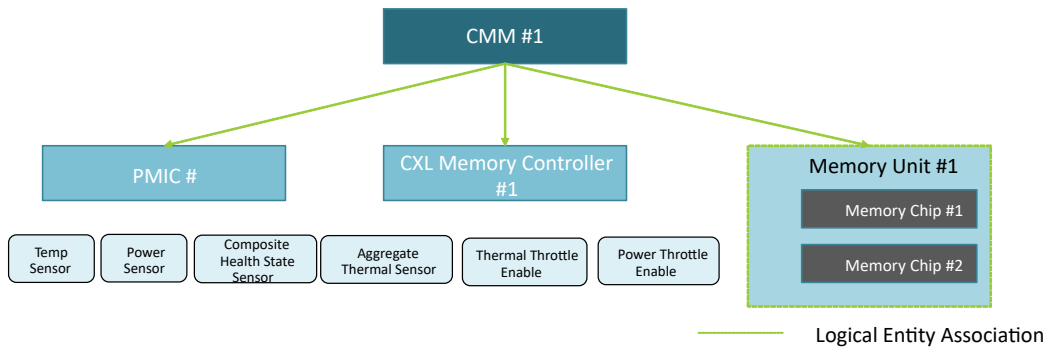 CMM #1
PMIC #
CXL Memory Controller
#1
Memory Unit #1
Memory Chip #1
Memory Chip #2
Temp
Sensor
Power
Sensor
Composite
Health State
Sensor
Aggregate
Thermal Sensor
Thermal Throttle
Enable
Power Throttle
Enable
Logical Entity Association